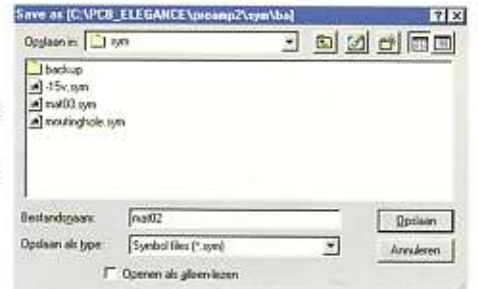 Save as [C:\PCB_ELEGANCE\preamp2\sym\ba]
Opslaan in: sym
backup
-15v.sym
mat03.sym
moutinghole.sym
Bestandsnaam: mat02 Opslaan
Opslaan als type: Symbol files (*.sym) Annuleren
Openen als alleen-lezen